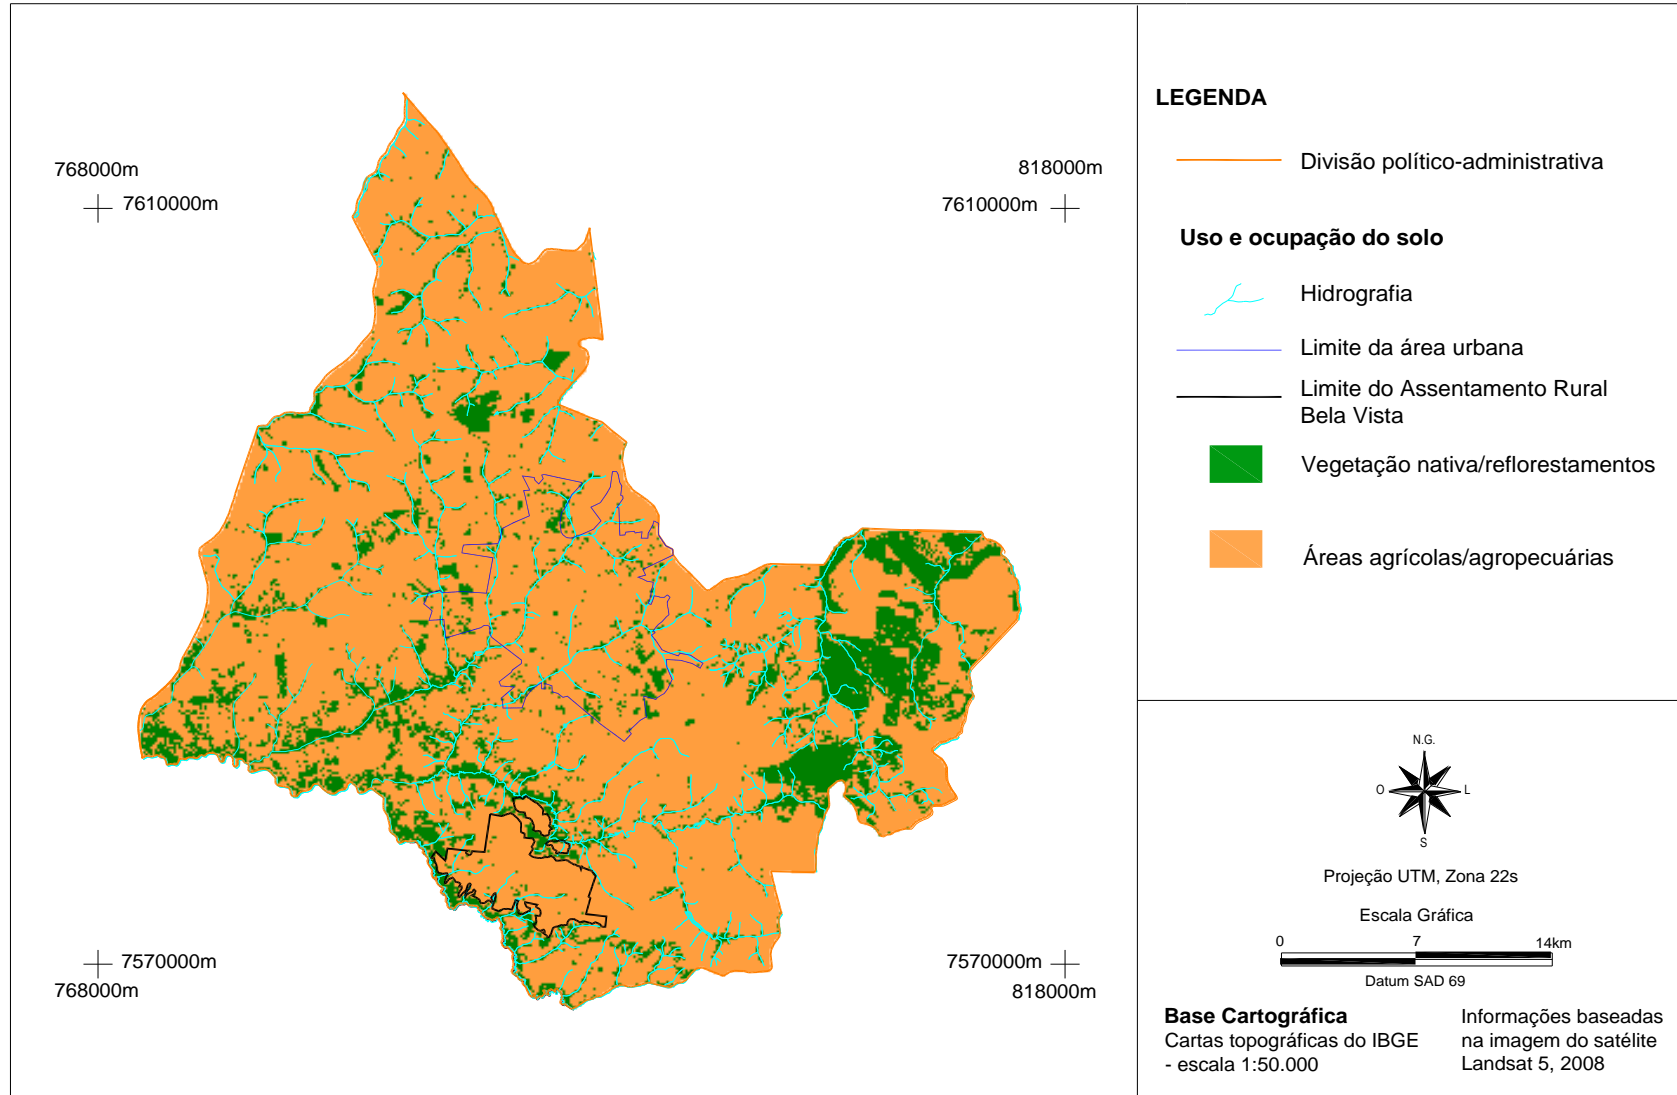 768000m
7610000m
818000m
7610000m
7570000m
768000m
7570000m
818000m
LEGENDA
Divisão político-administrativa
Uso e ocupação do solo
Hidrografia
Limite da área urbana
Limite do Assentamento Rural
Bela Vista
Vegetação nativa/reflorestamentos
Áreas agrícolas/agropecuárias
N.G.
O
L
S
Projeção UTM, Zona 22s
Escala Gráfica
0 7 14km
Datum SAD 69
Base Cartográfica
Cartas topográficas do IBGE
- escala 1:50.000
Informações baseadas
na imagem do satélite
Landsat 5, 2008